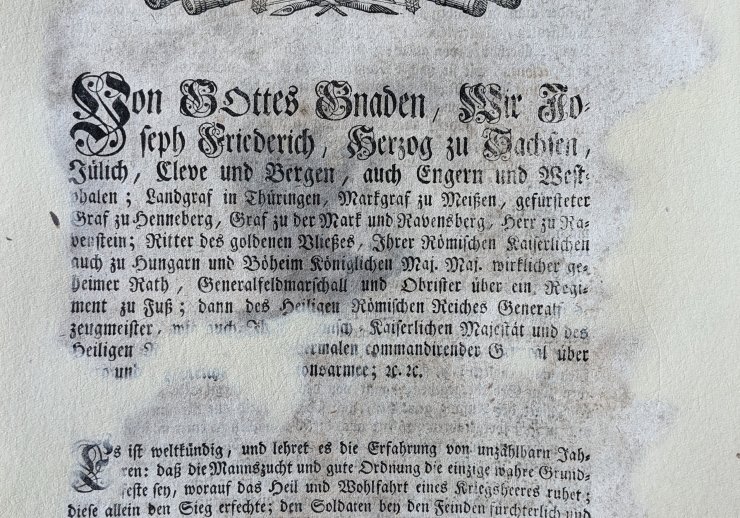 Von GOttes Gnaden, Wir Jo-
seph Friederich, Herzog zu Sachsen,
Jülich, Cleve und Bergen, auch Engern und West-
phalen; Landgraf in Thüringen, Markgraf zu Meißen, gefürsteter
Graf zu Henneberg, Graf zu der Mark und Ravensberg, Herr zu Ra-
venstein; Ritter des goldenen Vließes, Ihrer Römischen Kaiserlichen
auch zu Hungarn und Böheim Königlichen Maj. Maj. wirklicher ge-
heimer Rath, Generalfeldmarschall und Obrister über ein Regi-
ment zu Fuß; dann des Heiligen Römischen Reiches General
zeugmeister, Kaiserlichen Majestät und des
Heiligen commandirender über
und ꝛc. ꝛc.
Es ist weltkündig, und lehret es die Erfahrung von unzählbarn Jah-
ren: daß die Mannszucht und gute Ordnung die einzige wahre Grund-
feste sey, worauf das Heil und Wohlfahrt eines Kriegsheeres ruhet;
diese allein den Sieg erfechte; den Soldaten bey den Feinden fürchterlich und